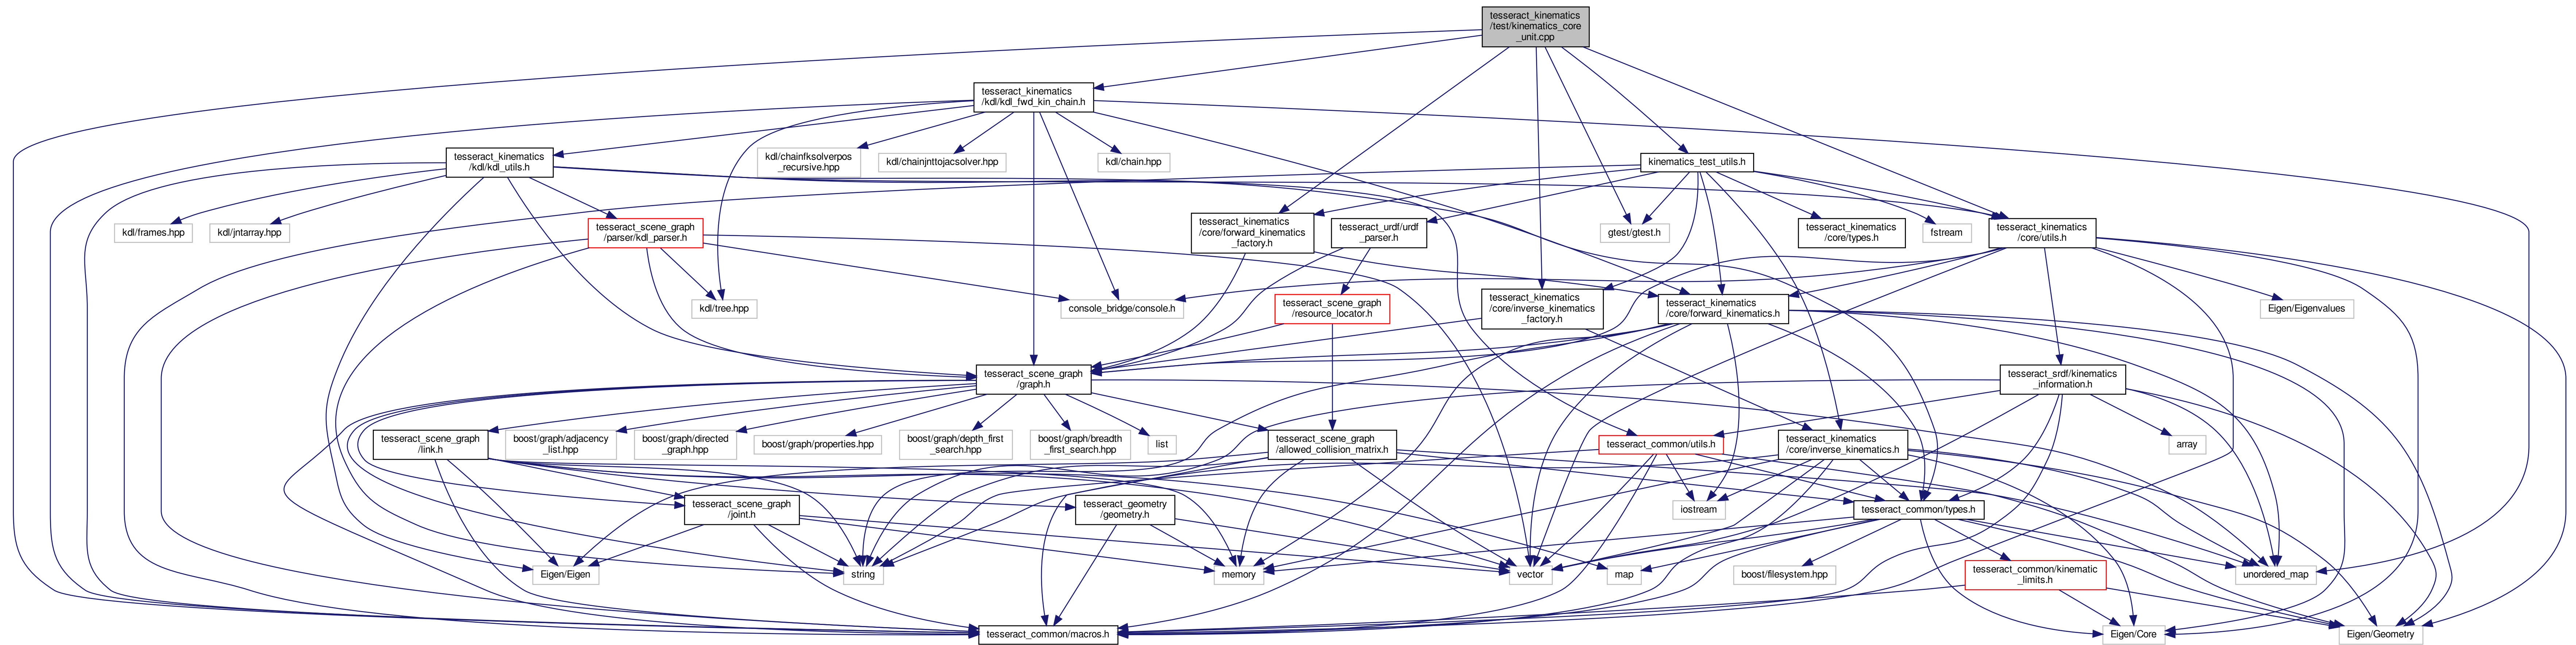 tesseract_kinematics
/test/kinematics_core
_unit.cpp
tesseract_kinematics
/kdl/kdl_fwd_kin_chain.h
tesseract_kinematics
/kdl/kdl_utils.h
kdl/chainfksolverpos
_recursive.hpp
kdl/chainjnttojacsolver.hpp
kdl/chain.hpp
kinematics_test_utils.h
kdl/frames.hpp
kdl/jntarray.hpp
tesseract_scene_graph
/parser/kdl_parser.h
tesseract_kinematics
/core/forward_kinematics
_factory.h
tesseract_urdf/urdf
_parser.h
gtest/gtest.h
tesseract_kinematics
/core/types.h
fstream
tesseract_kinematics
/core/utils.h
kdl/tree.hpp
console_bridge/console.h
tesseract_scene_graph
/resource_locator.h
tesseract_kinematics
/core/inverse_kinematics
_factory.h
tesseract_kinematics
/core/forward_kinematics.h
Eigen/Eigenvalues
tesseract_scene_graph
/graph.h
tesseract_srdf/kinematics
_information.h
tesseract_scene_graph
/link.h
boost/graph/adjacency
_list.hpp
boost/graph/directed
_graph.hpp
boost/graph/properties.hpp
boost/graph/depth_first
_search.hpp
boost/graph/breadth
_first_search.hpp
list
tesseract_scene_graph
/allowed_collision_matrix.h
tesseract_common/utils.h
tesseract_kinematics
/core/inverse_kinematics.h
array
tesseract_scene_graph
/joint.h
tesseract_geometry
/geometry.h
iostream
tesseract_common/types.h
Eigen/Eigen
string
memory
vector
map
boost/filesystem.hpp
tesseract_common/kinematic
_limits.h
unordered_map
tesseract_common/macros.h
Eigen/Core
Eigen/Geometry